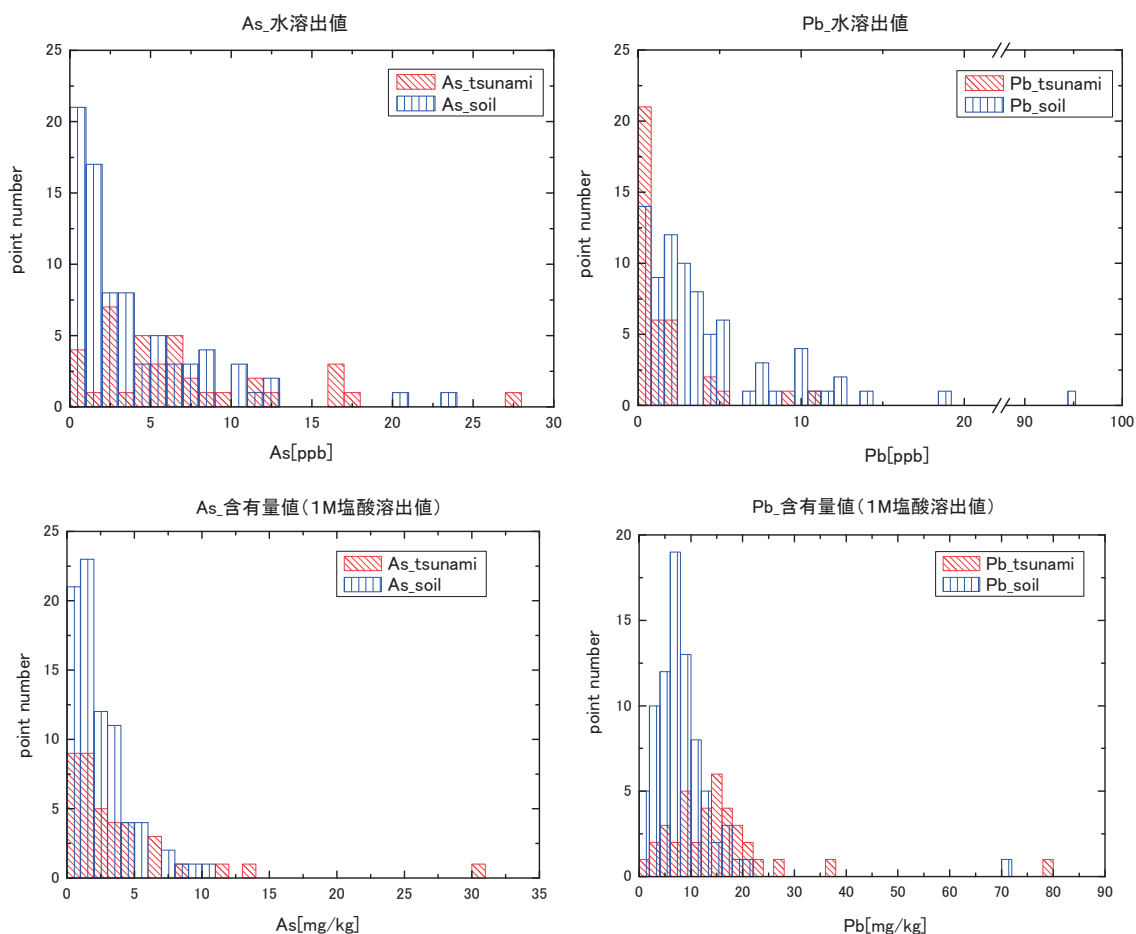 As_水溶出値
25
20
15
10
5
0
point number
As_tsunami
As_soil
0 5 10 15 20 25 30
As[ppb]
Pb_水溶出値
25
20
15
10
5
0
point number
Pb_tsunami
Pb_soil
0 10 20 90 100
Pb[ppb]
As_含有量値(1M塩酸溶出値)
25
20
15
10
5
0
point number
As_tsunami
As_soil
0 5 10 15 20 25 30 35
As[mg/kg]
Pb_含有量値(1M塩酸溶出値)
20
15
10
5
0
point number
Pb_tsunami
Pb_soil
0 10 20 30 40 50 60 70 80 90
Pb[mg/kg]